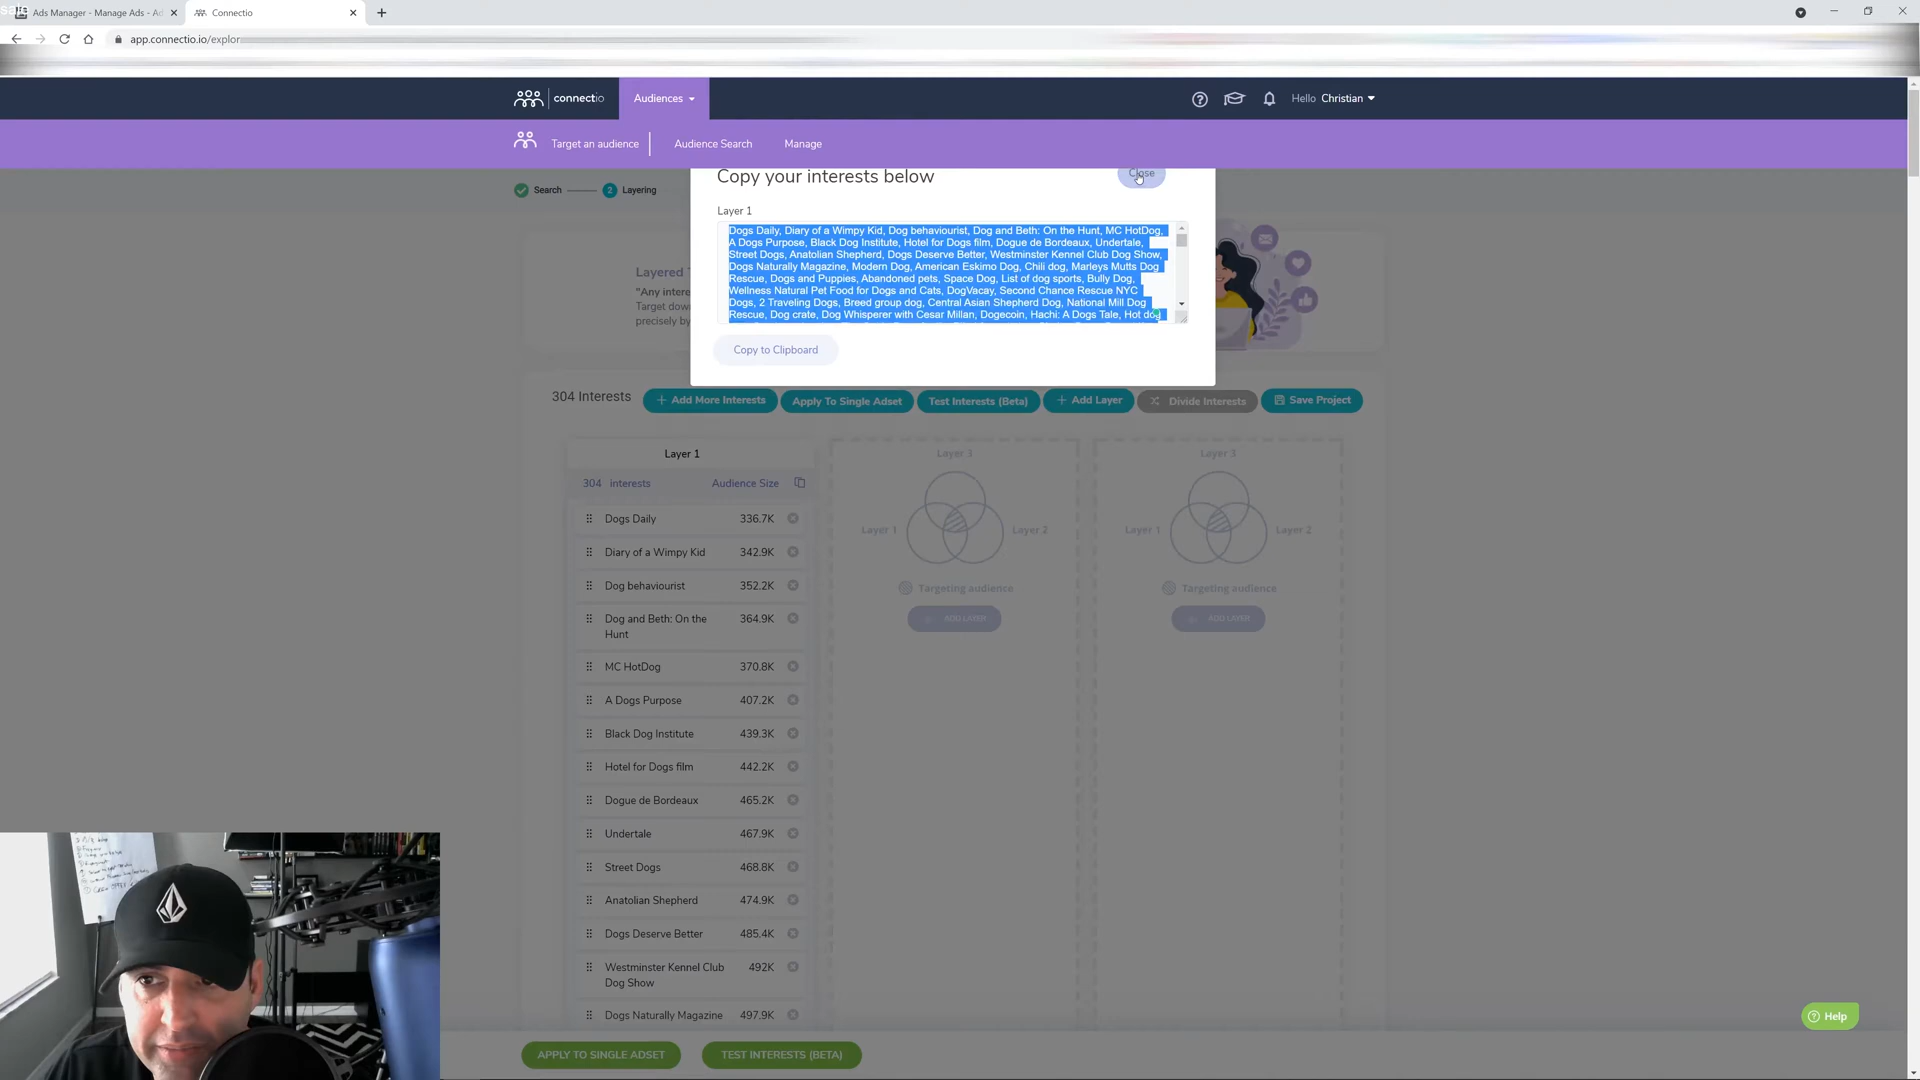 Ads Manager - Manage Ads - Ad
Connectio
app.connectio.io/explor
connectio
Audiences
Hello Christian
Target an audience
Audience Search
Manage
Search
2
Layering
Copy your interests below
Close
Layer 1
Dogs Daily, Diary of a Wimpy Kid, Dog behaviourist, Dog and Beth: On the Hunt, MC HotDog,
A Dogs Purpose, Black Dog Institute, Hotel for Dogs film, Dogue de Bordeaux, Undertale,
Street Dogs, Anatolian Shepherd, Dogs Deserve Better, Westminster Kennel Club Dog Show,
Dogs Naturally Magazine, Modern Dog, American Eskimo Dog, Chili dog, Marleys Mutts Dog
Rescue, Dogs and Puppies, Abandoned pets, Space Dog, List of dog sports, Bully Dog,
Wellness Natural Pet Food for Dogs and Cats, DogVacay, Second Chance Rescue NYC
Dogs, 2 Traveling Dogs, Breed group dog, Central Asian Shepherd Dog, National Mill Dog
Rescue, Dog crate, Dog Whisperer with Cesar Millan, Dogecoin, Hachi: A Dogs Tale, Hot dog
Copy to Clipboard
Layered
"Any intere
Target dow
precisely by
304 Interests
+ Add More Interests
Apply To Single Adset
Test Interests (Beta)
+ Add Layer
Divide Interests
Save Project
Layer 1
304 interests
Audience Size
Dogs Daily 336.7K
Diary of a Wimpy Kid 342.9K
Dog behaviourist 352.2K
Dog and Beth: On the
Hunt 364.9K
MC HotDog 370.8K
A Dogs Purpose 407.2K
Black Dog Institute 439.3K
Hotel for Dogs film 442.2K
Dogue de Bordeaux 465.2K
Undertale 467.9K
Street Dogs 468.8K
Anatolian Shepherd 474.9K
Dogs Deserve Better 485.4K
Westminster Kennel Club
Dog Show 492K
Dogs Naturally Magazine 497.9K
Layer 3
Layer 1
Layer 2
Targeting audience
ADD LAYER
Layer 3
Layer 1
Layer 2
Targeting audience
ADD LAYER
APPLY TO SINGLE ADSET
TEST INTERESTS (BETA)
Help